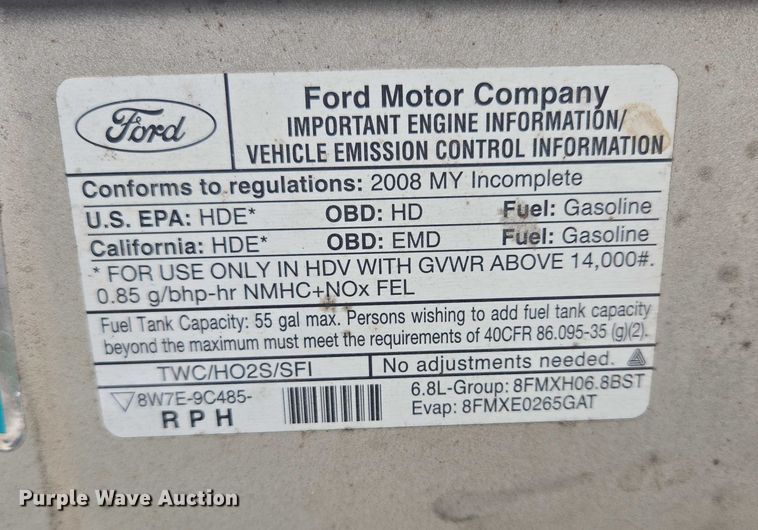 Ford
Ford Motor Company
IMPORTANT ENGINE INFORMATION/
VEHICLE EMISSION CONTROL INFORMATION
Conforms to regulations: 2008 MY Incomplete
U.S. EPA: HDE* OBD: HD Fuel: Gasoline
California: HDE* OBD: EMD Fuel: Gasoline
* FOR USE ONLY IN HDV WITH GVWR ABOVE 14,000#.
0.85 g/bhp-hr NMHC+NOx FEL
Fuel Tank Capacity: 55 gal max. Persons wishing to add fuel tank capacity
beyond the maximum must meet the requirements of 40CFR 86.095-35 (g)(2).
TWC/HO2S/SFI No adjustments needed.
8W7E-9C485- 6.8L-Group: 8FMXH06.8BST
RPH Evap: 8FMXE0265GAT
Purple Wave Auction